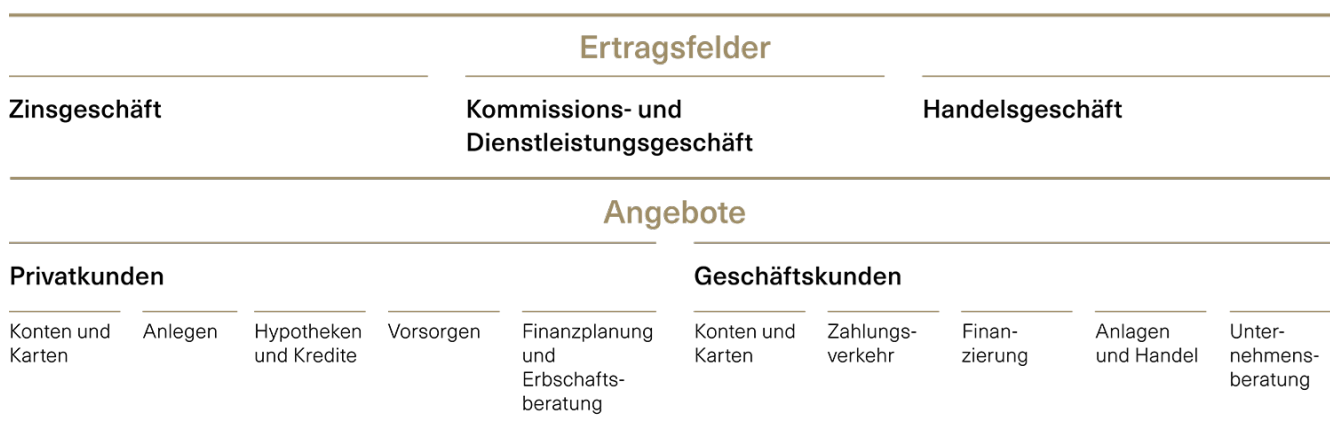 Ertragsfelder
Zinsgeschäft
Kommissions- und
Dienstleistungsgeschäft
Handelsgeschäft
Angebote
Privatkunden
Konten und
Karten
Anlegen
Hypotheken
und Kredite
Vorsorgen
Finanzplanung
und
Erbschafts-
beratung
Geschäftskunden
Konten und
Karten
Zahlungs-
verkehr
Finan-
zierung
Anlagen
und Handel
Unter-
nehmens-
beratung